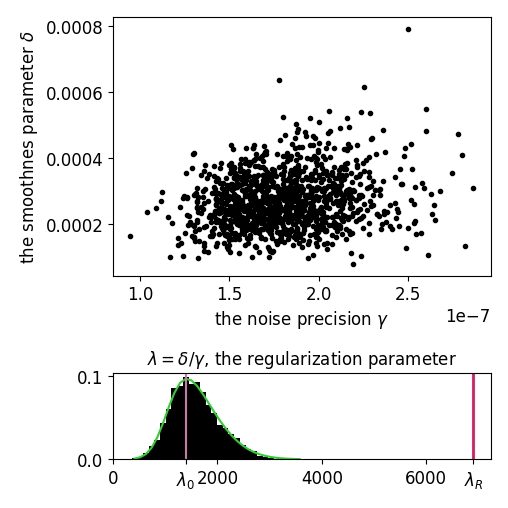 0.0008
0.0006
0.0004
0.0002
the smoothnes parameter δ
1.0 1.5 2.0 2.5
1e−7
the noise precision γ
λ = δ/γ, the regularization parameter
0.1
0.0
0 λ₀ 2000 4000 6000 λ_R